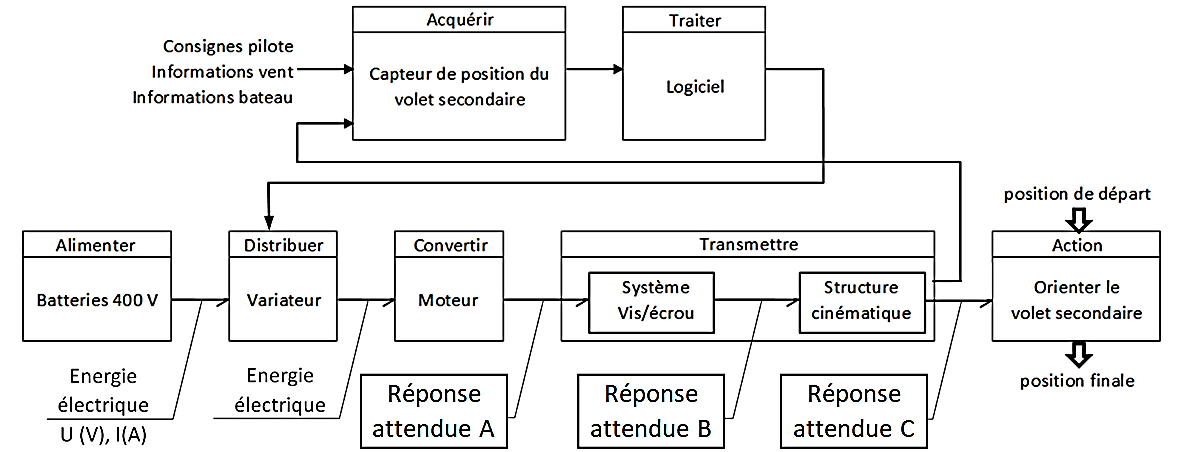 Acquérir
Traiter
Consignes pilote
Informations vent
Informations bateau
Capteur de position du
volet secondaire
Logiciel
position de départ
Alimenter
Distribuer
Convertir
Transmettre
Action
Batteries 400 V
Variateur
Moteur
Système
Vis/écrou
Structure
cinématique
Orienter le
volet secondaire
Energie
électrique
U (V), I(A)
Energie
électrique
Réponse
attendue A
Réponse
attendue B
Réponse
attendue C
position finale